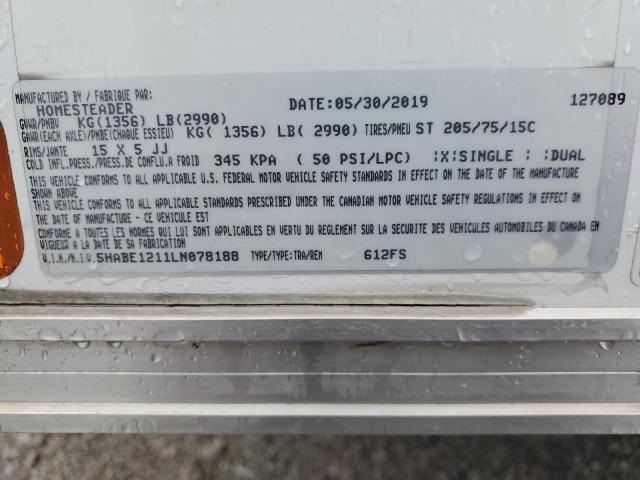 MANUFACTURED BY / FABRIQUE PAR:
HOMESTEADER DATE:05/30/2019 127089
GVWR/PNBV KG(1356) LB(2990)
GAWR(EACH AXLE)/PNBE(CHAQUE ESSIEU) KG( 1356) LB( 2990) TIRES/PNEU ST 205/75/15C
RIMS/JANTE 15 X 5 JJ
COLD INFL.PRESS./PRESS.DE CONFL.A FROID 345 KPA ( 50 PSI/LPC) :X:SINGLE : :DUAL
THIS VEHICLE CONFORMS TO ALL APPLICABLE U.S. FEDERAL MOTOR VEHICLE SAFETY STANDARDS IN EFFECT ON THE DATE OF THE MANUFACTURE
SHOWN ABOVE
THIS VEHICLE CONFORMS TO ALL APPLICABLE STANDARDS PRESCRIBED UNDER THE CANADIAN MOTOR VEHICLE SAFETY REGULATIONS IN EFFECT ON
THE DATE OF MANUFACTURE - CE VEHICULE EST
CONFORME A TOUTES LES NORMES QUI LUI SONT APPLICABLES EN VERTU DU REGLEMENT SUR LA SECURITE DES VEHICULES AUTOMOBILES DU CANADA EN
VIGUEUR A LA DATE DE SA FABRICATION
V.I.N./N.I.V.5HABE1211LN078188 TYPE/TYPE:TRA/REM 612FS